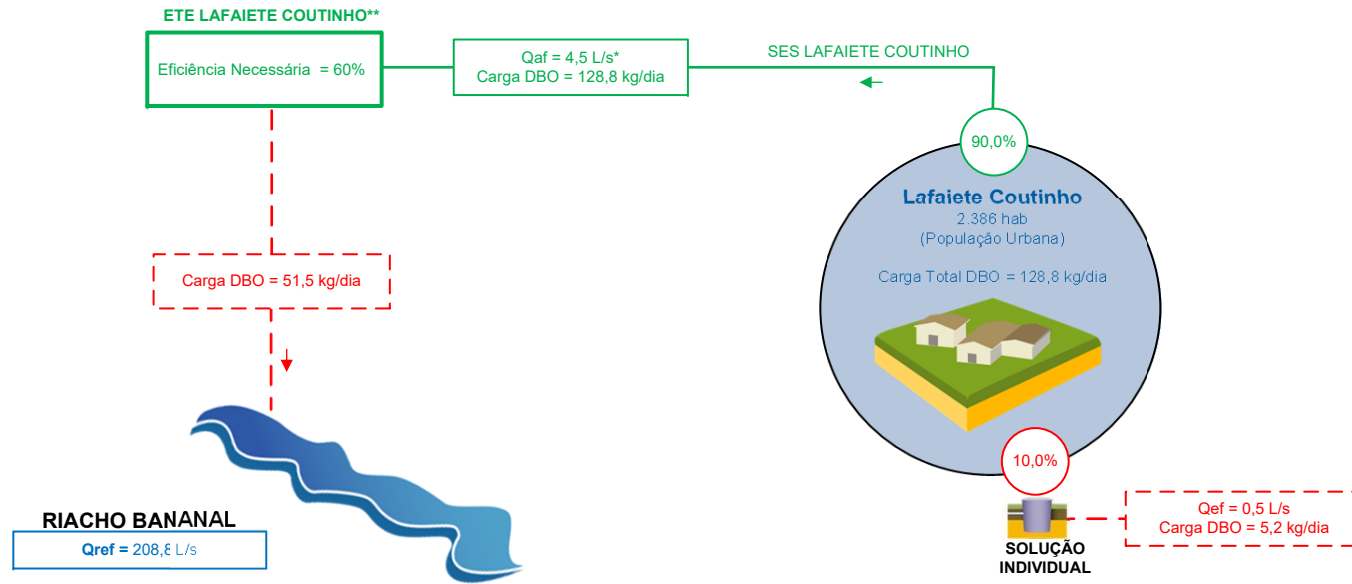 ETE LAFAIETE COUTINHO**
Eficiência Necessária = 60%
Qaf = 4,5 L/s*
Carga DBO = 128,8 kg/dia
SES LAFAIETE COUTINHO
90,0%
Lafaiete Coutinho
2.386 hab
(População Urbana)
Carga Total DBO = 128,8 kg/dia
Carga DBO = 51,5 kg/dia
10,0%
RIACHO BANANAL
Qref = 208,8 L/s
SOLUÇÃO
INDIVIDUAL
Qef = 0,5 L/s
Carga DBO = 5,2 kg/dia